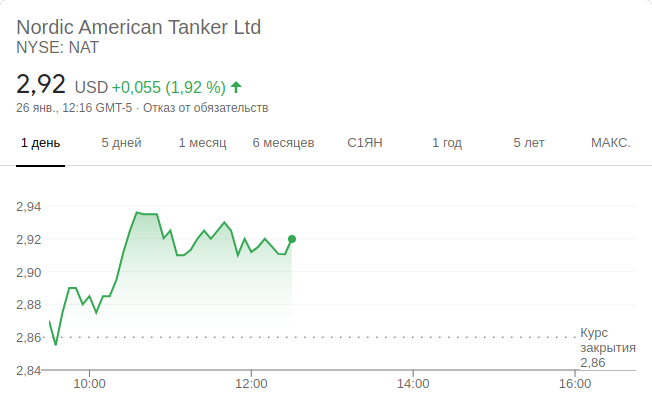 Nordic American Tanker Ltd
NYSE: NAT
2,92 USD +0,055 (1,92 %)
26 янв., 12:16 GMT-5 · Отказ от обязательств
1 день 5 дней 1 месяц 6 месяцев С1ЯН 1 год 5 лет МАКС.
2,94
2,92
2,90
2,88
2,86
Курс
закрытия
2,86
2,84
10:00 12:00 14:00 16:00